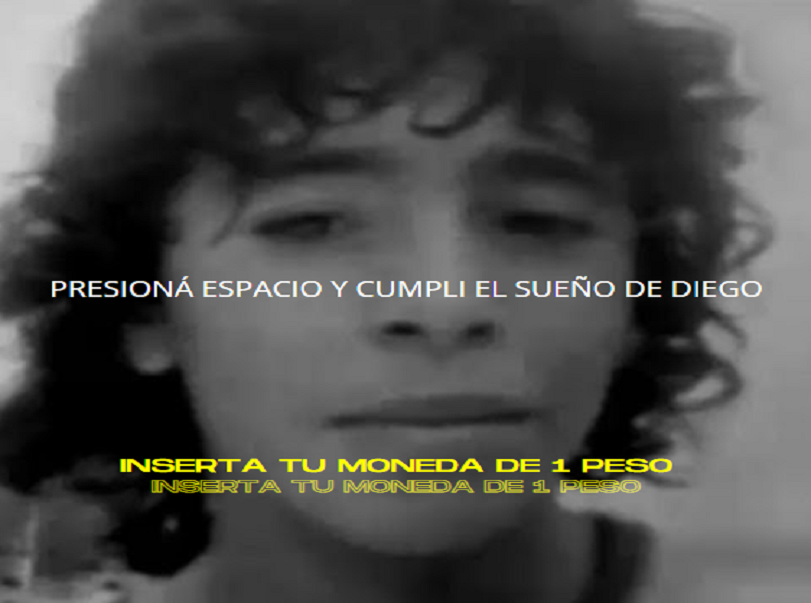 PRESIONÁ ESPACIO Y CUMPLI EL SUEÑO DE DIEGO
INSERTA TU MONEDA DE 1 PESO
INSERTA TU MONEDA DE 1 PESO